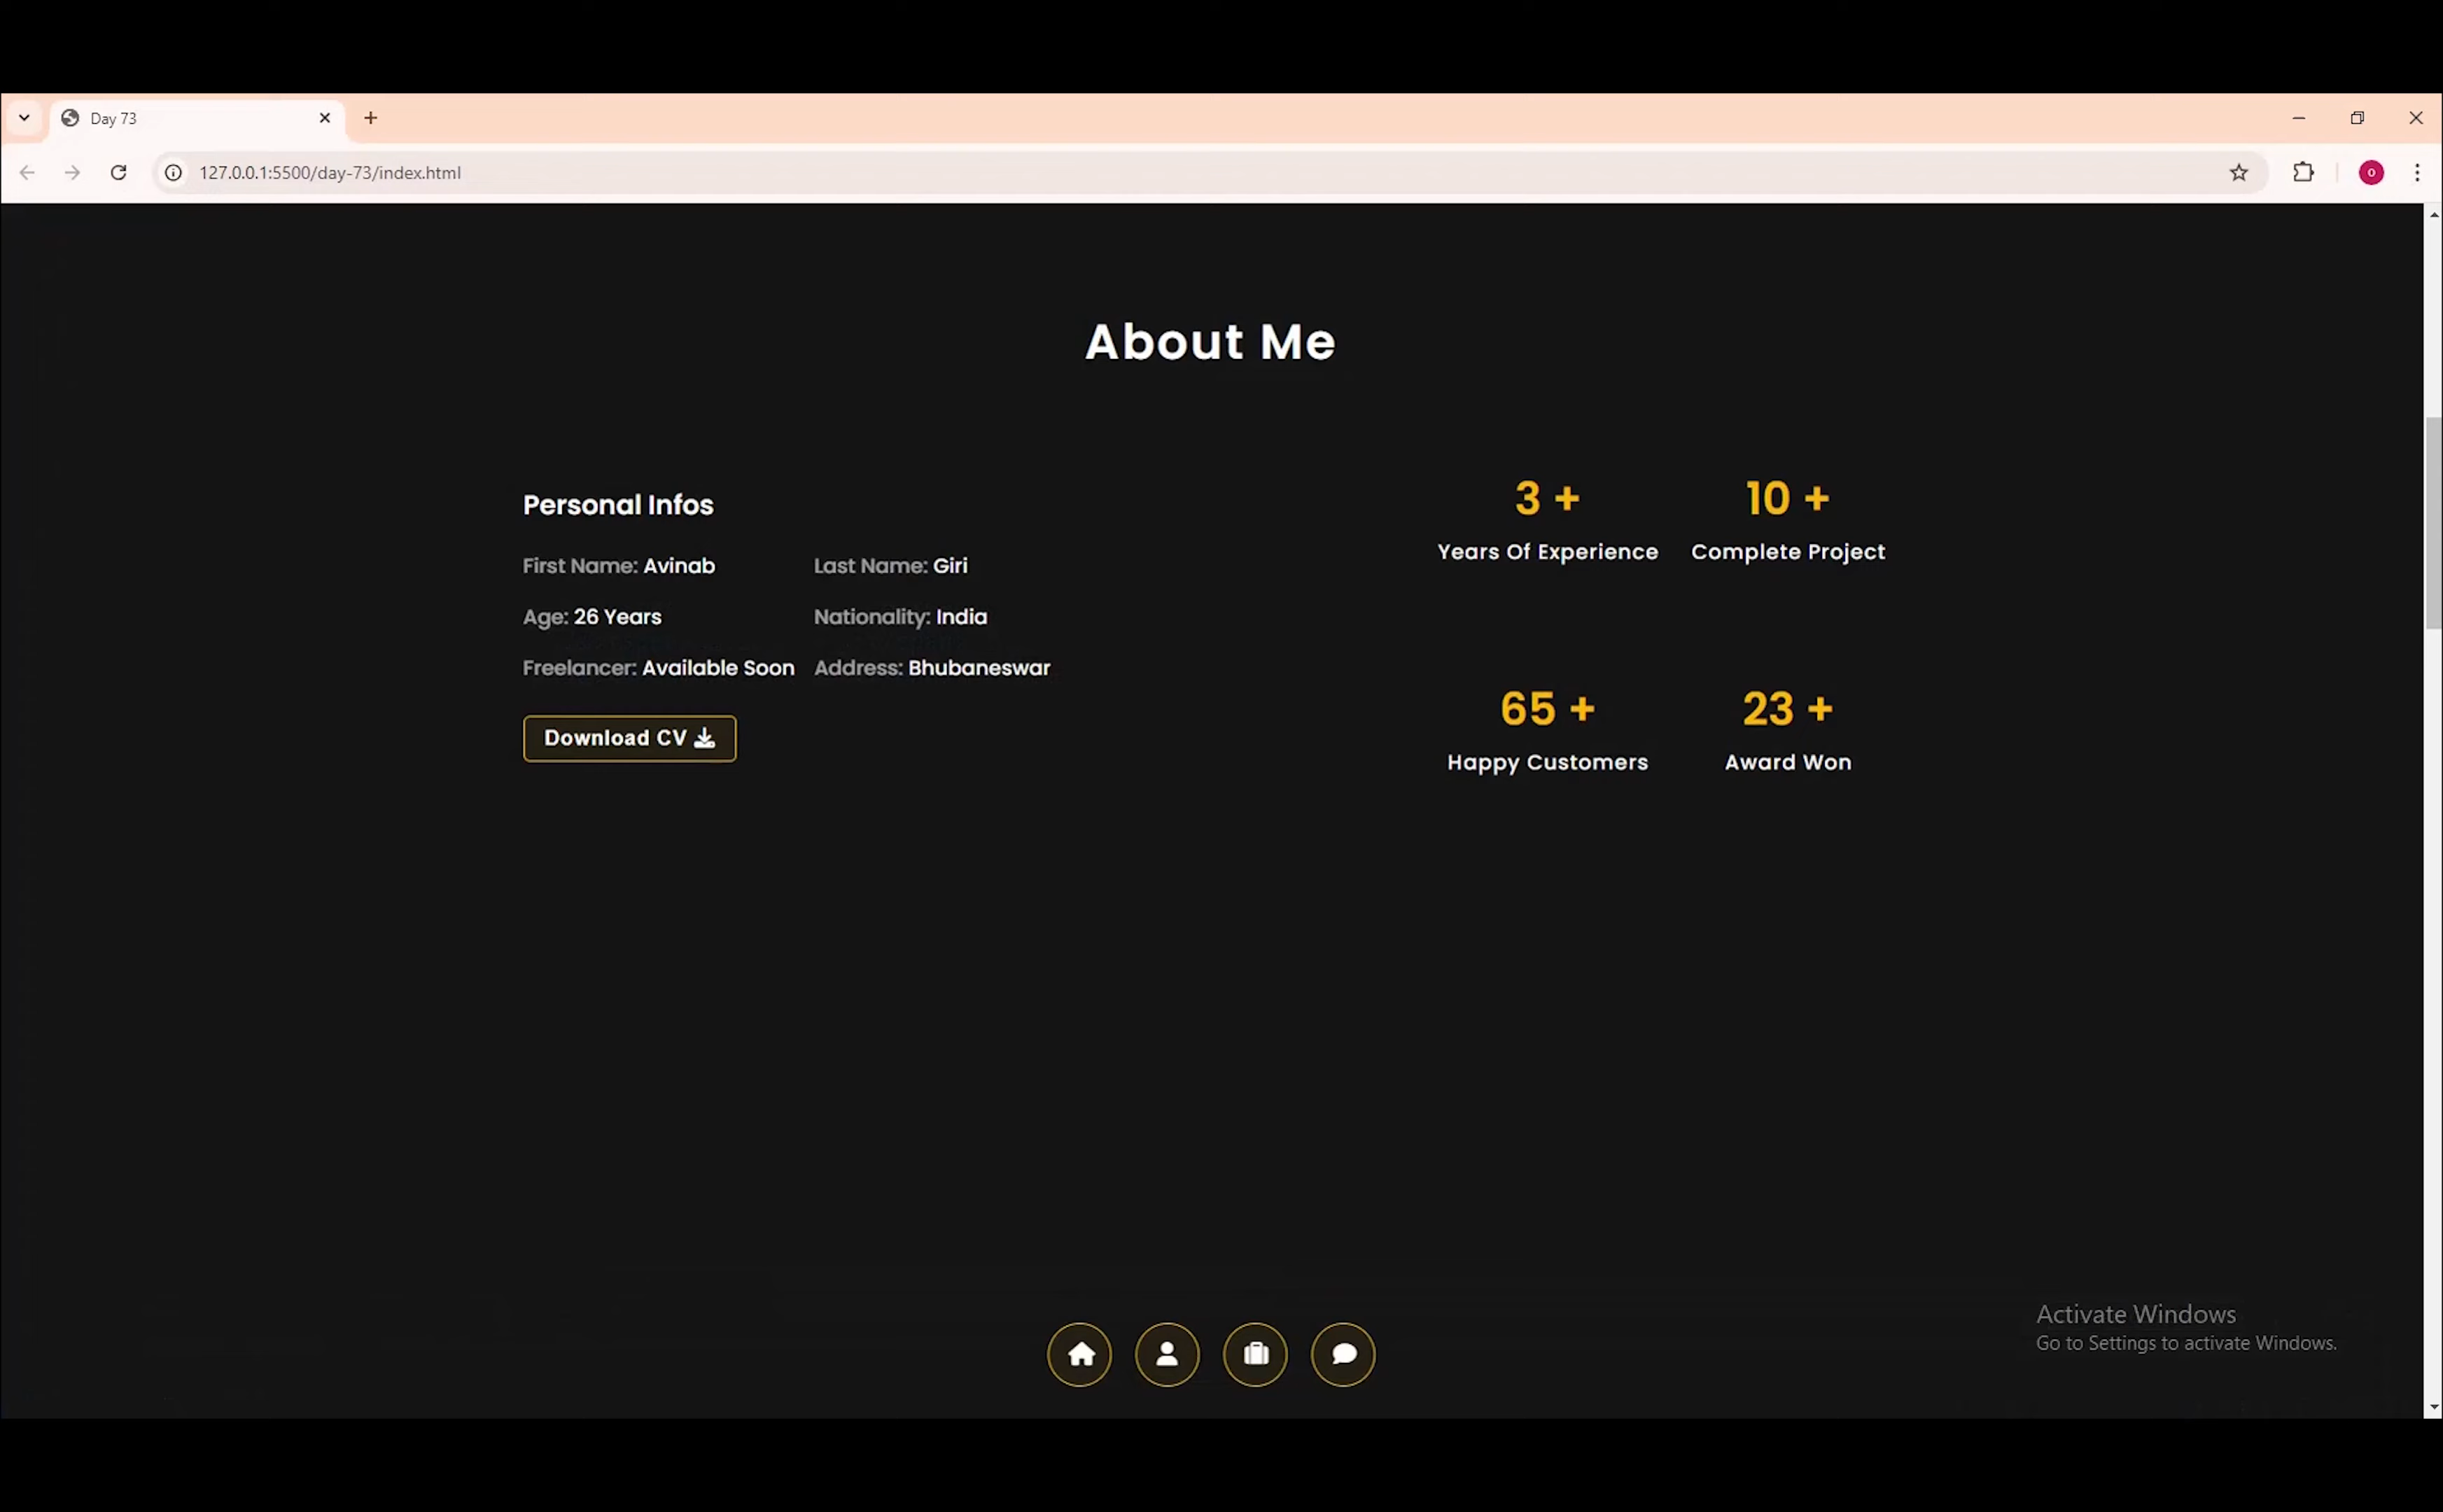 Day 73
127.0.0.1:5500/day-73/index.html
O
About Me
Personal Infos
First Name: Avinab Last Name: Giri
Age: 26 Years Nationality: India
Freelancer: Available Soon Address: Bhubaneswar
Download CV
3 + 10 +
Years Of Experience Complete Project
65 + 23 +
Happy Customers Award Won
Activate Windows
Go to Settings to activate Windows.